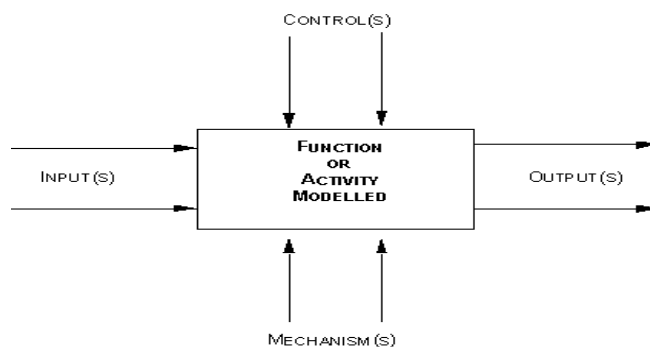 CONTROL(S)
FUNCTION
OR
ACTIVITY
MODELLED
INPUT(S)
OUTPUT(S)
MECHANISM(S)